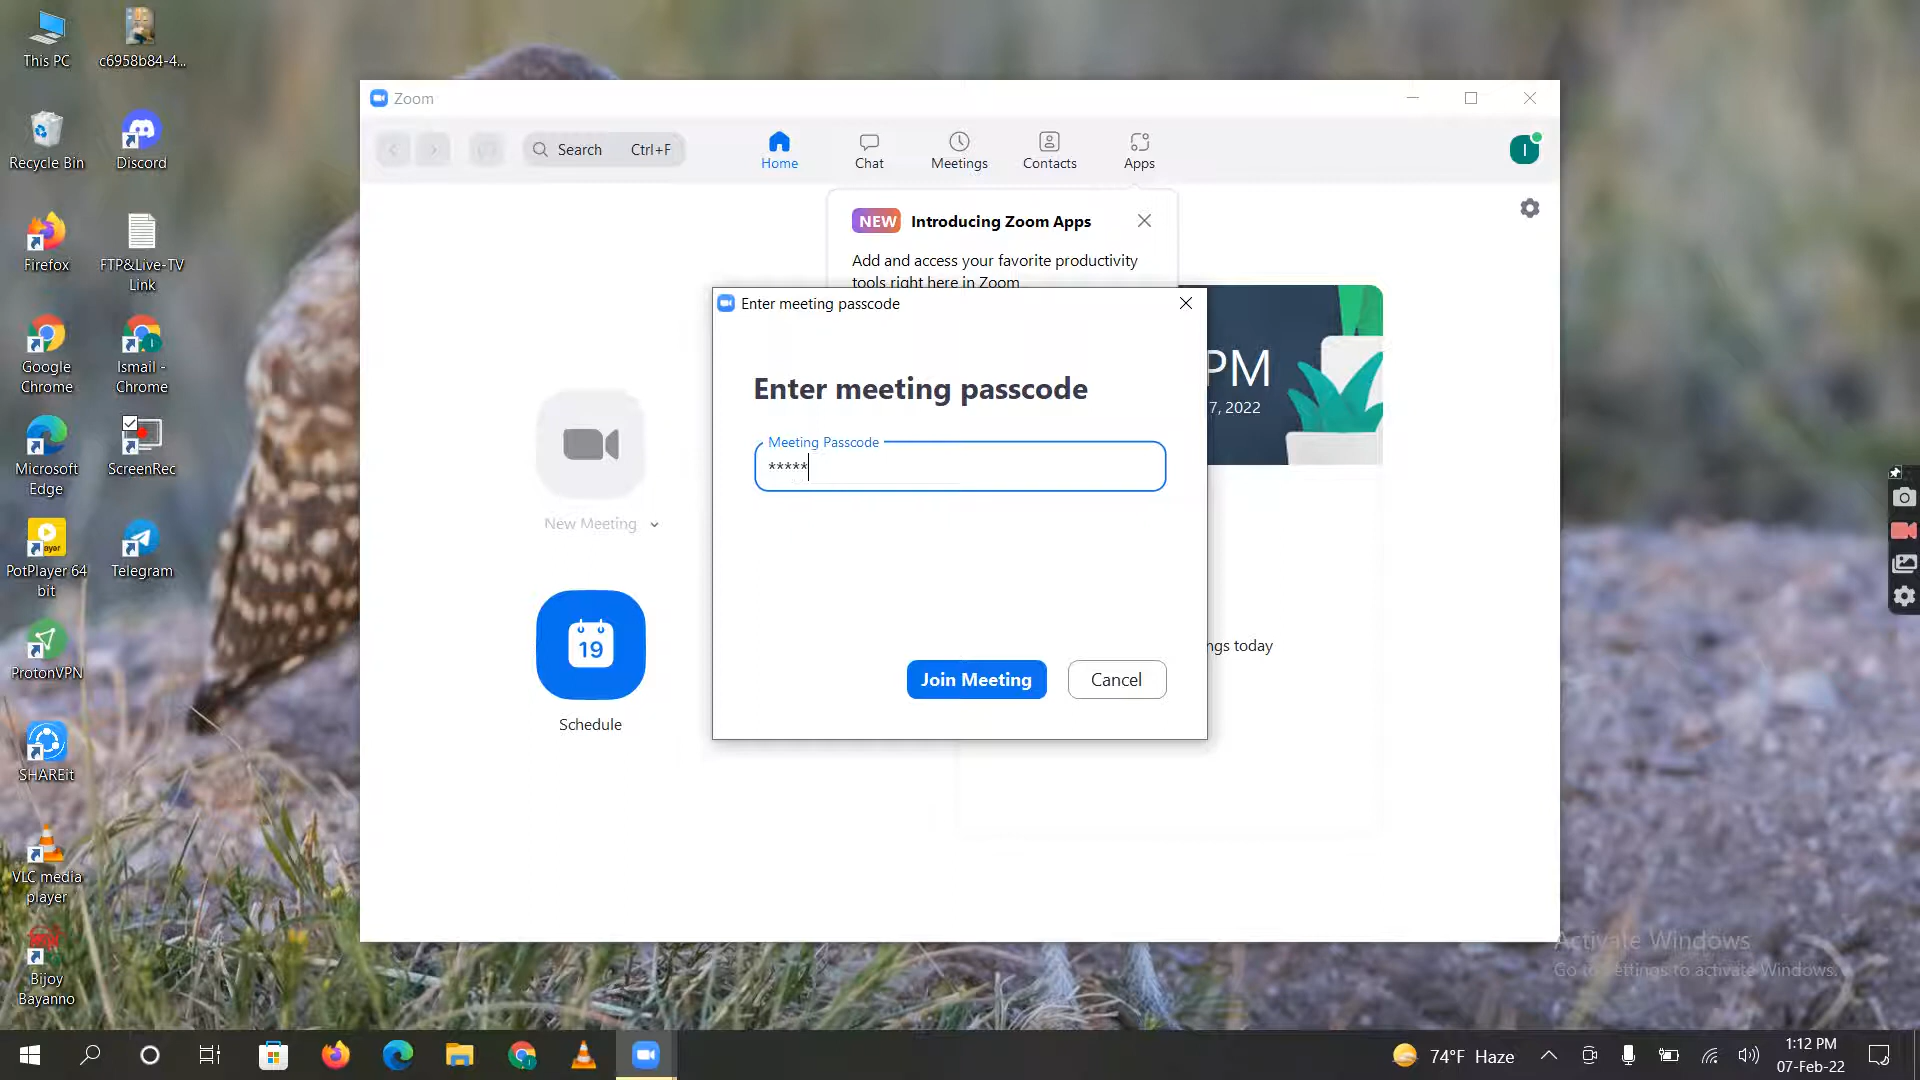 This PC
c6958b84-4...
Recycle Bin
Discord
Firefox
FTP&Live-TV
Link
Google
Chrome
Ismail -
Chrome
Microsoft
Edge
ScreenRec
PotPlayer 64
bit
Telegram
ProtonVPN
SHAREit
VLC media
player
Bijoy
Bayanno
Zoom
Search Ctrl+F
Home
Chat
Meetings
Contacts
Apps
I
NEW Introducing Zoom Apps
Add and access your favorite productivity
tools right here in Zoom
PM
7, 2022
New Meeting
19
Schedule
ngs today
Enter meeting passcode
Enter meeting passcode
Meeting Passcode
*****
Join Meeting
Cancel
Activate Windows
Go to Settings to activate Windows.
74°F Haze
1:12 PM
07-Feb-22